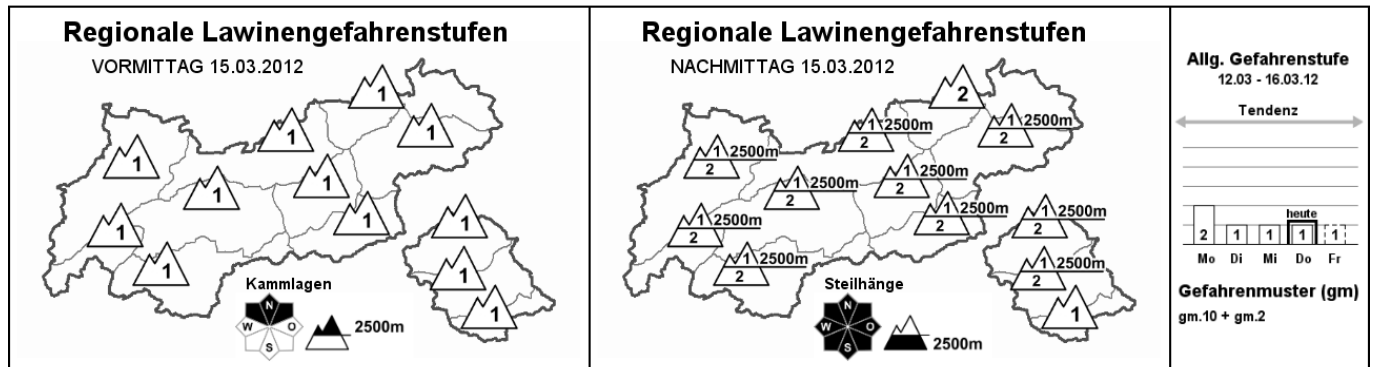 Regionale Lawinengefahrenstufen
VORMITTAG 15.03.2012
1
1
1
1
1
1
1
1
1
1
1
1
Kammlagen
N
W O
S
2500m
Regionale Lawinengefahrenstufen
NACHMITTAG 15.03.2012
2
1 2500m
2
1 2500m
2
1 2500m
2
1 2500m
2
1 2500m
2
1 2500m
2
1 2500m
2
1 2500m
2
1 2500m
2
1 2500m
2
1
Steilhänge
N
W O
S
2500m
Allg. Gefahrenstufe
12.03 - 16.03.12
Tendenz
heute
2 1 1 1 1
Mo Di Mi Do Fr
Gefahrenmuster (gm)
gm.10 + gm.2